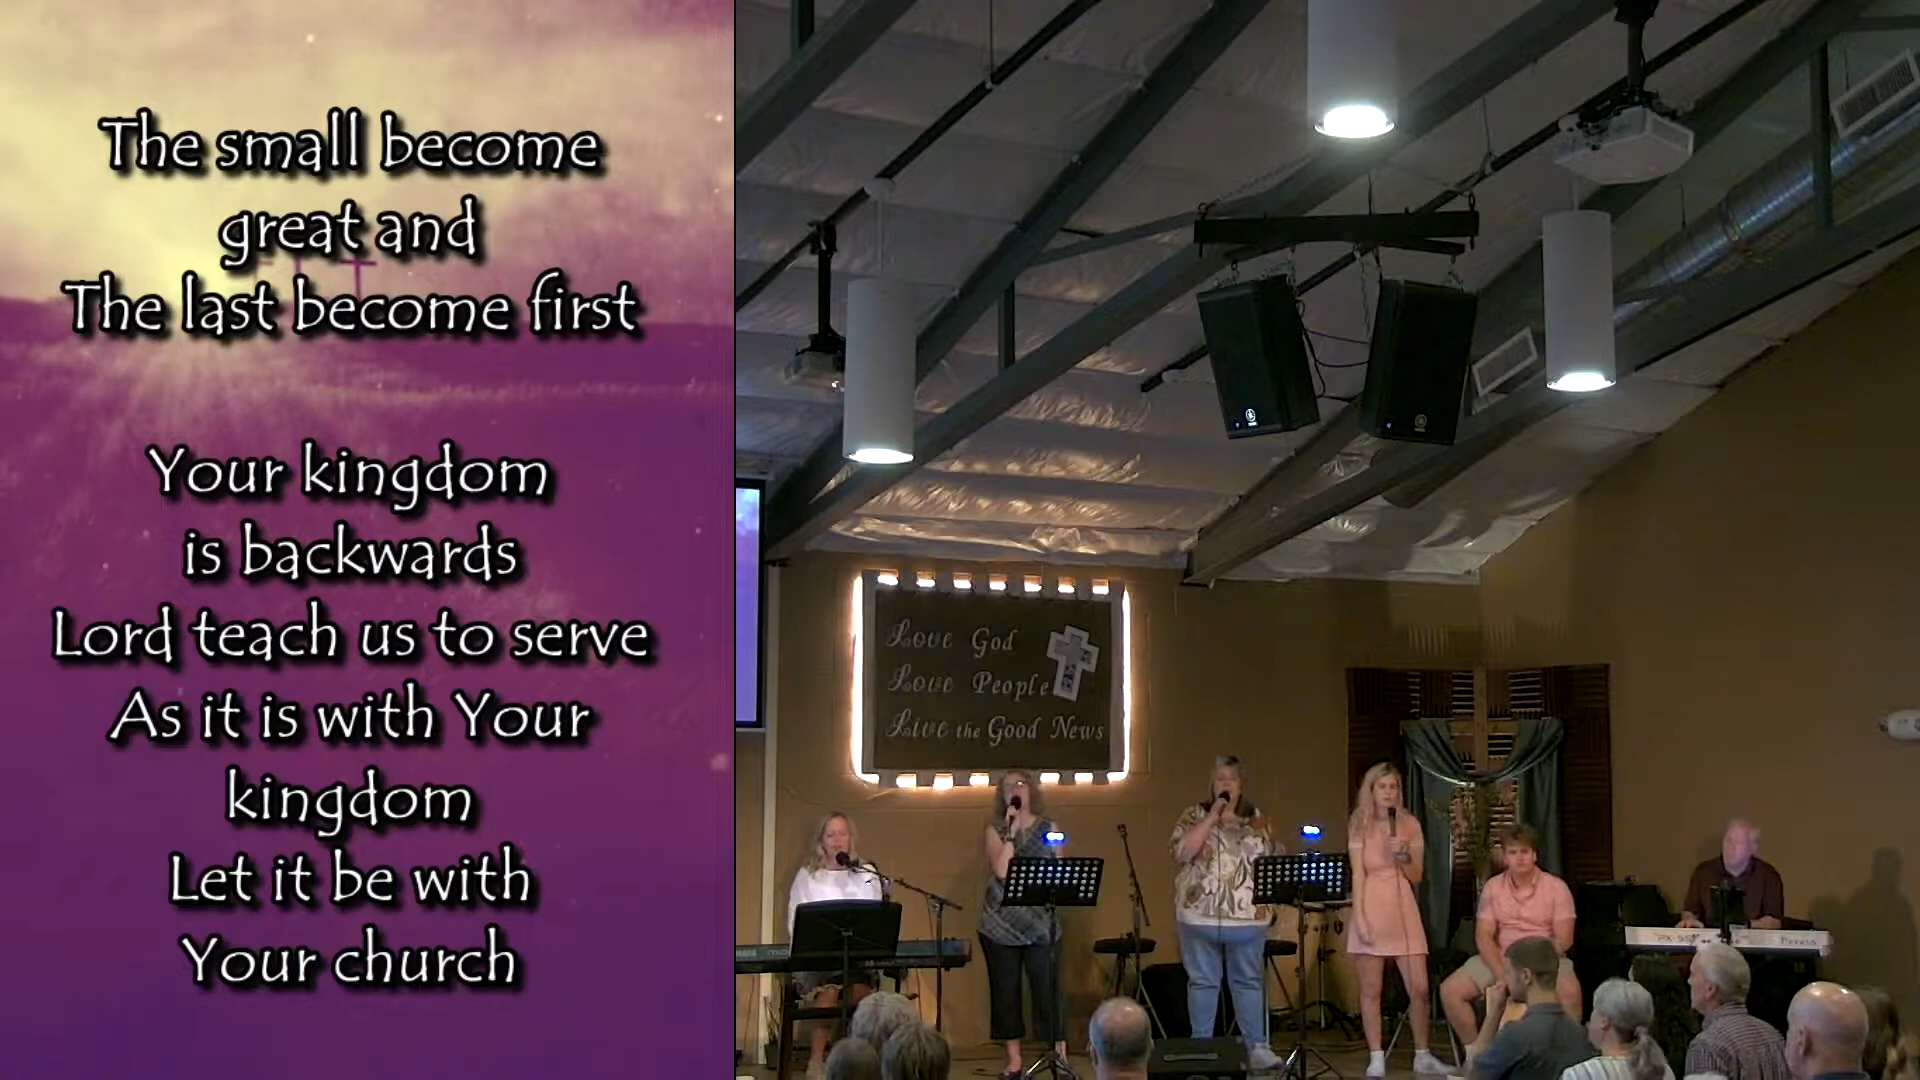 The small become
great and
The last become first
Your kingdom
is backwards
Lord teach us to serve
As it is with Your
kingdom
Let it be with
Your church
Love God
Love People
Live the Good News